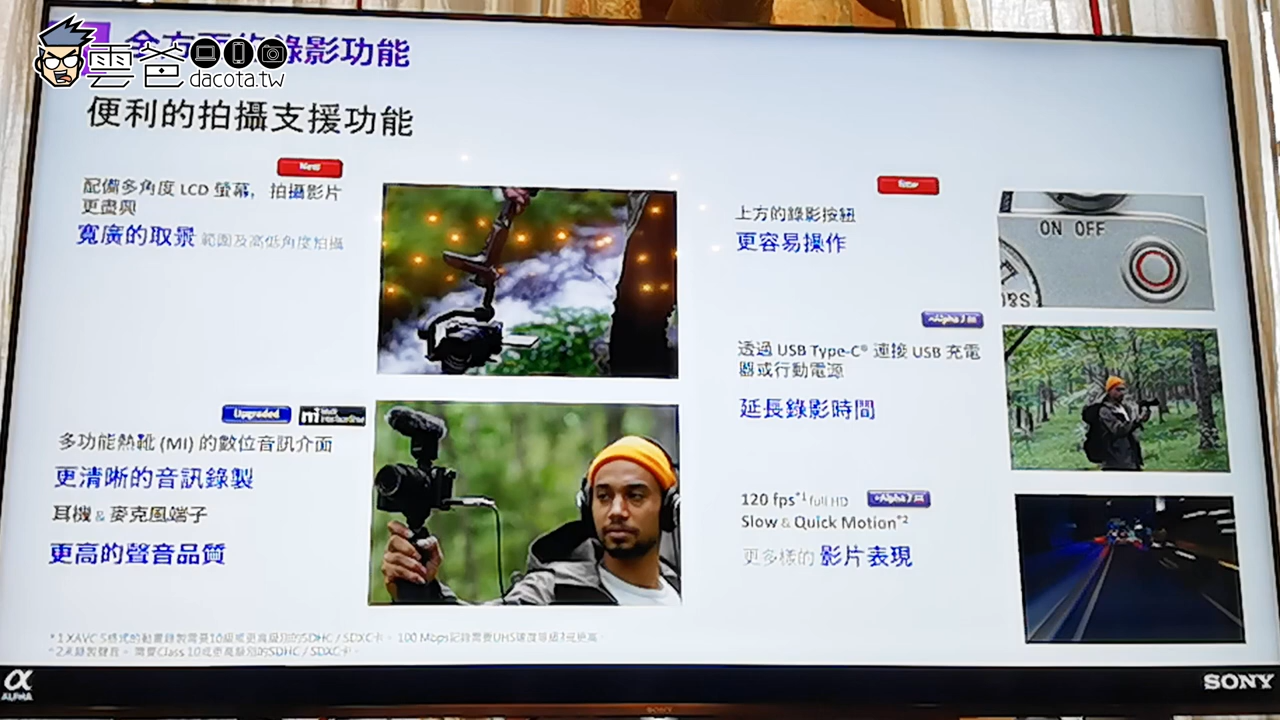 雲爸
dacota.tw
錄影功能
便利的拍攝支援功能
New
配備多角度 LCD 螢幕, 拍攝影片
更盡興
寬廣的取景 範圍及高低角度拍攝
Upgraded
mi
多功能熱靴 (MI) 的數位音訊介面
更清晰的音訊錄製
耳機 & 麥克風端子
更高的聲音品質
New
上方的錄影按鈕
更容易操作
ON OFF
透過 USB Type-C® 連接 USB 充電
器或行動電源
延長錄影時間
120 fps*1 full HD
Slow & Quick Motion*2
更多樣的 影片表現
α
ALPHA
SONY
SONY